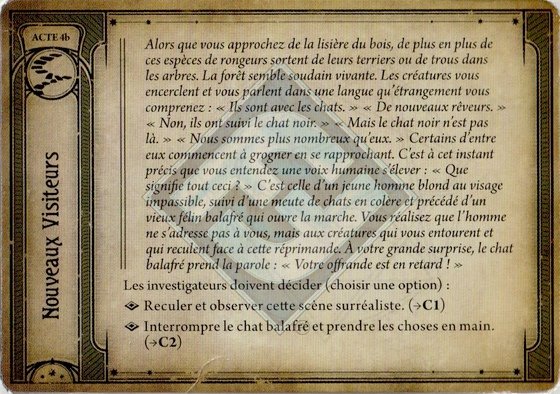 ACTE 4b
Nouveaux Visiteurs
Alors que vous approchez de la lisière du bois, de plus en plus de
ces espèces de rongeurs sortent de leurs terriers ou de trous dans
les arbres. La forêt semble soudain vivante. Les créatures vous
encerclent et vous parlent dans une langue qu'étrangement vous
comprenez : « Ils sont avec les chats. » « De nouveaux rêveurs. »
« Non, ils ont suivi le chat noir. » « Mais le chat noir n'est pas
là. » « Nous sommes plus nombreux qu'eux. » Certains d'entre
eux commencent à grogner en se rapprochant. C'est à cet instant
précis que vous entendez une voix humaine s'élever : « Que
signifie tout ceci ? » C'est celle d'un jeune homme blond au visage
impassible, suivi d'une meute de chats en colère et précédé d'un
vieux félin balafré qui ouvre la marche. Vous réalisez que l'homme
ne s'adresse pas à vous, mais aux créatures qui vous entourent et
qui reculent face à cette réprimande. À votre grande surprise, le chat
balafré prend la parole : « Votre offrande est en retard ! »
Les investigateurs doivent décider (choisir une option) :
Reculer et observer cette scène surréaliste. (→C1)
Interrompre le chat balafré et prendre les choses en main.
(→C2)